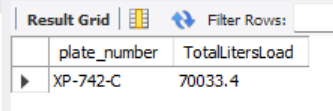 Result Grid Filter Rows:
plate_number TotalLitersLoad
XP-742-C 70033.4